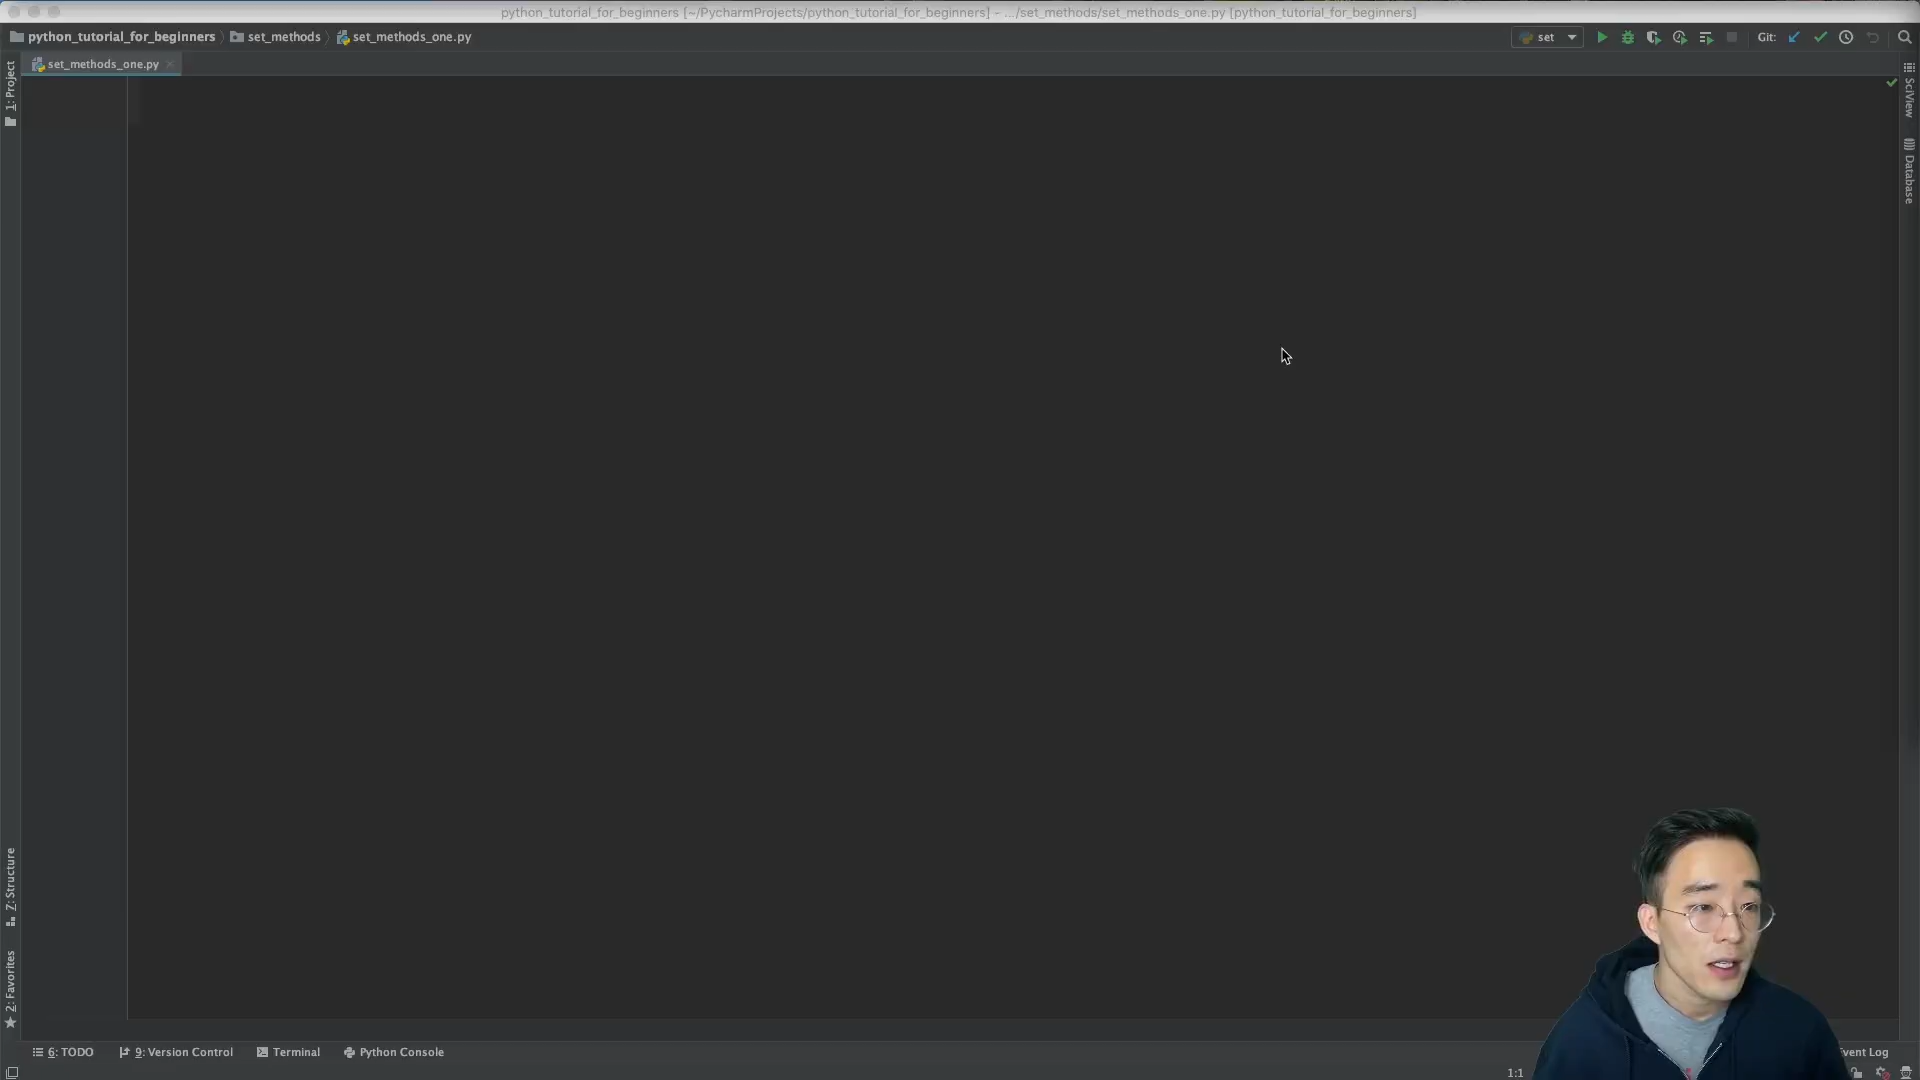 python_tutorial_for_beginners [~/PycharmProjects/python_tutorial_for_beginners] - .../set_methods/set_methods_one.py [python_tutorial_for_beginners]
python_tutorial_for_beginners
set_methods
set_methods_one.py
set
Git:
set_methods_one.py
1: Project
SciView
Database
Z: Structure
2: Favorites
6: TODO
9: Version Control
Terminal
Python Console
Event Log
1:1